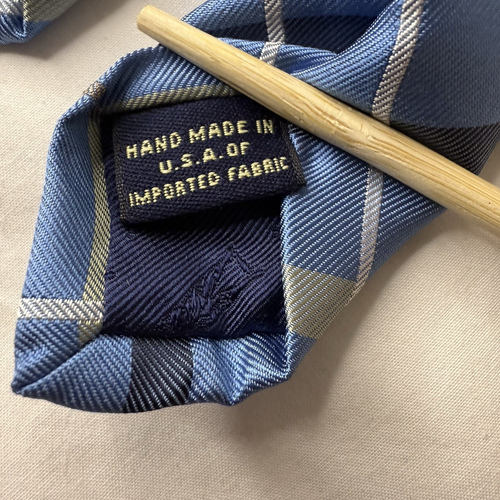 HAND MADE IN
U.S.A. OF
IMPORTED FABRIC